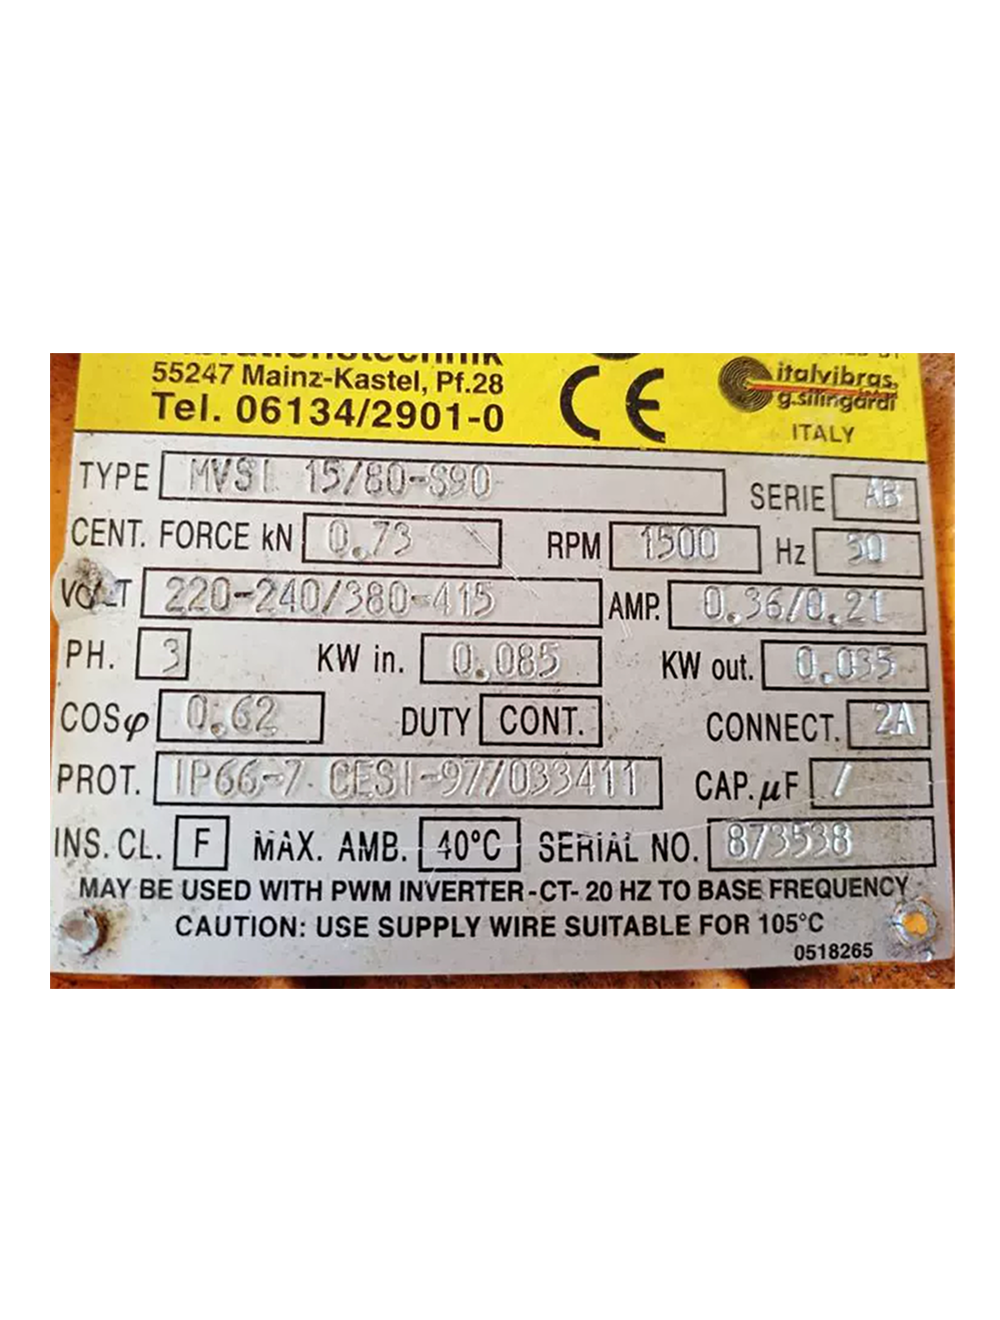 55247 Mainz-Kastel, Pf.28
Tel. 06134/2901-0
CE
italvibras
g.silingardi
ITALY
TYPE MVSI 15/80-S90 SERIE AB
CENT. FORCE kN 0.73 RPM 1500 Hz 50
VOLT 220-240/380-415 AMP. 0.36/0.21
PH. 3 KW in. 0.085 KW out. 0.035
COSφ 0.62 DUTY CONT. CONNECT. 2A
PROT. IP66-7 CESI-97/033411 CAP.µF /
INS. CL. F MAX. AMB. 40°C SERIAL NO. 873538
MAY BE USED WITH PWM INVERTER -CT- 20 HZ TO BASE FREQUENCY
CAUTION: USE SUPPLY WIRE SUITABLE FOR 105°C
0518265